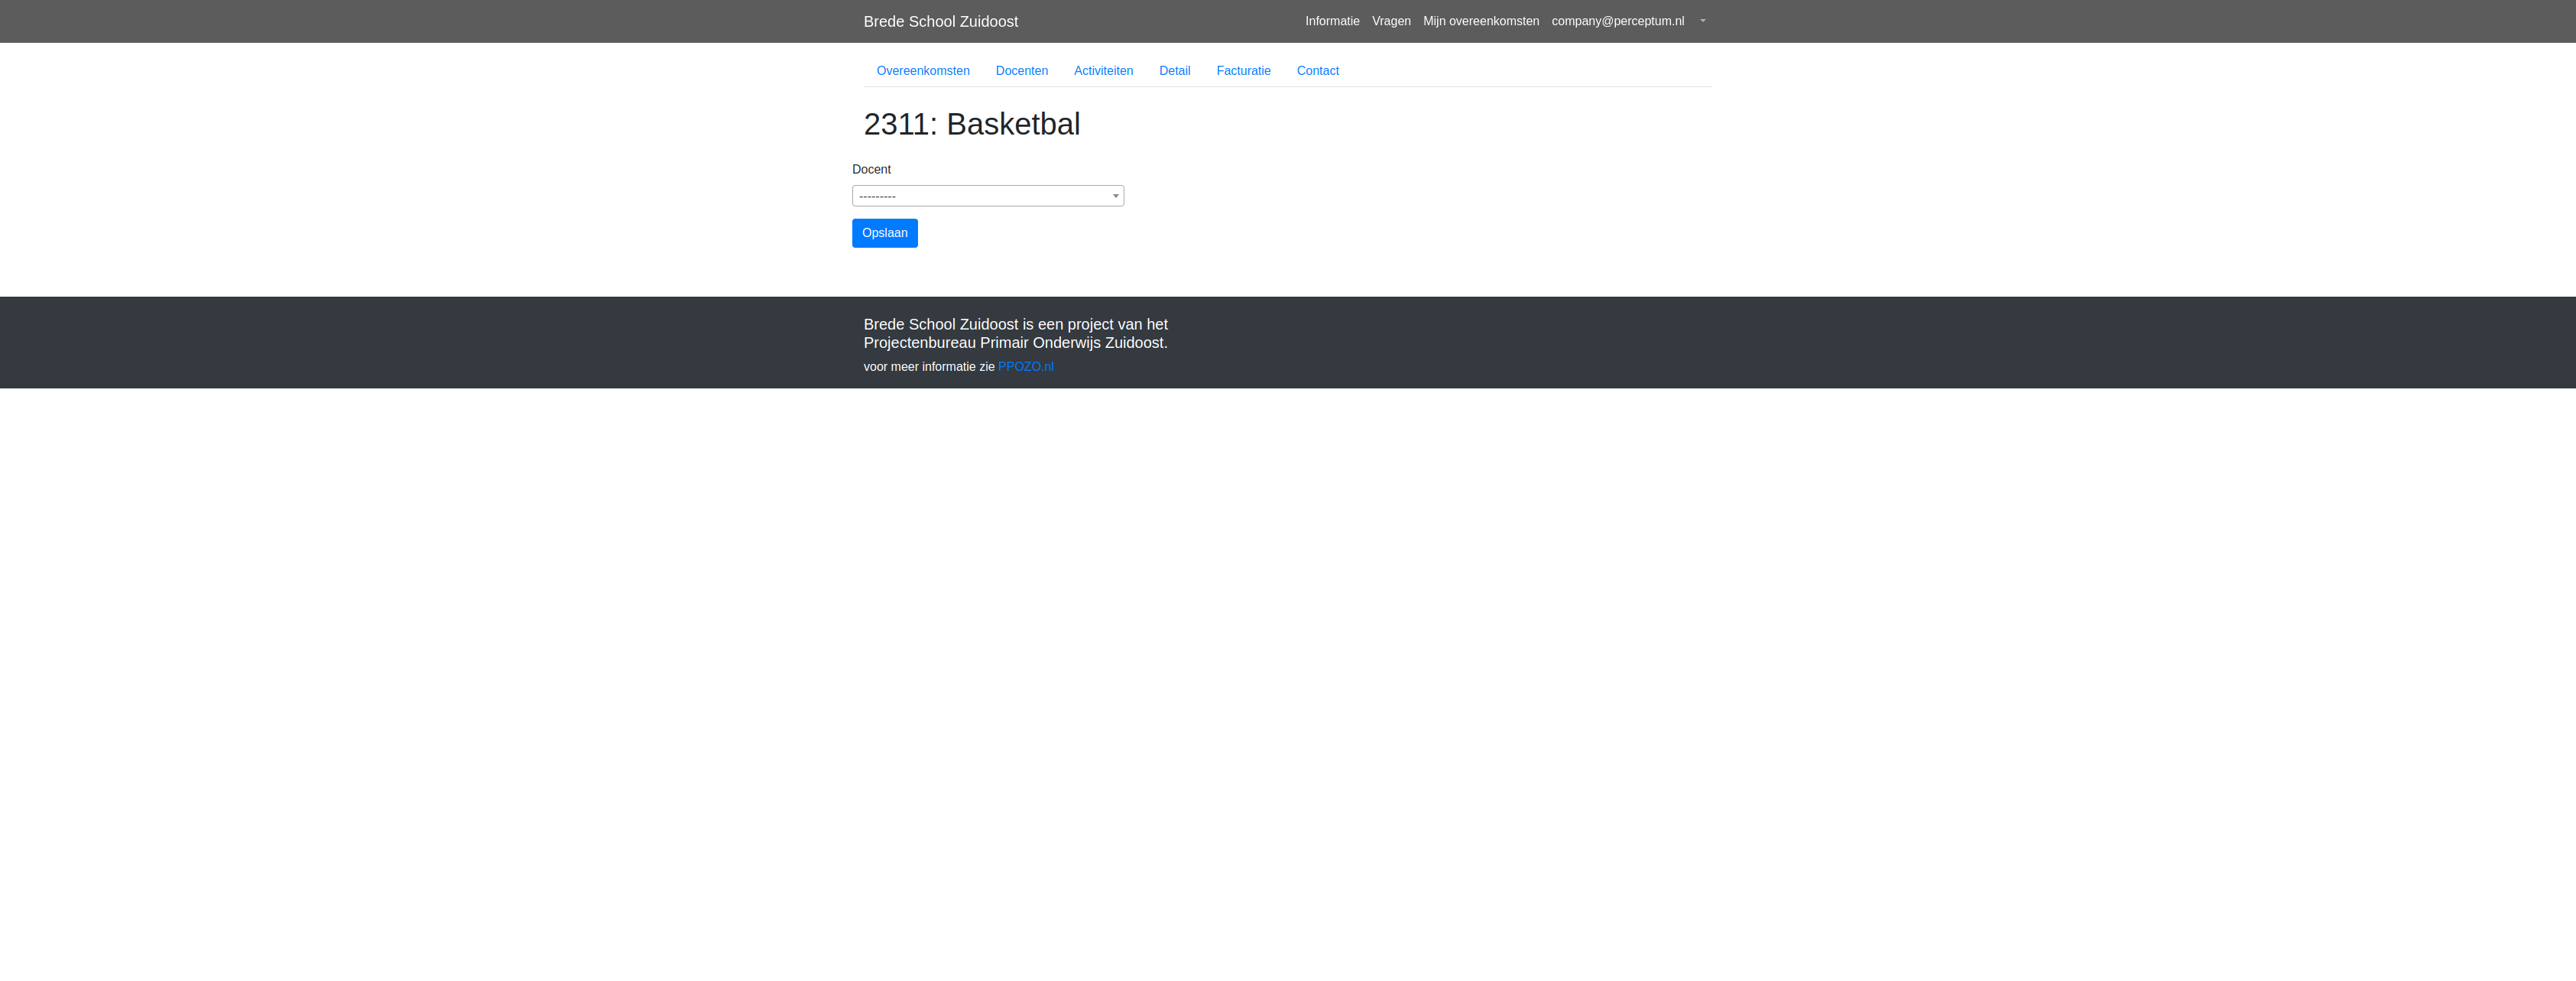 Brede School Zuidoost
Informatie Vragen Mijn overeenkomsten company@perceptum.nl
Overeenkomsten Docenten Activiteiten Detail Facturatie Contact
2311: Basketbal
Docent
---------
Opslaan
Brede School Zuidoost is een project van het
Projectenbureau Primair Onderwijs Zuidoost.
voor meer informatie zie PPOZO.nl